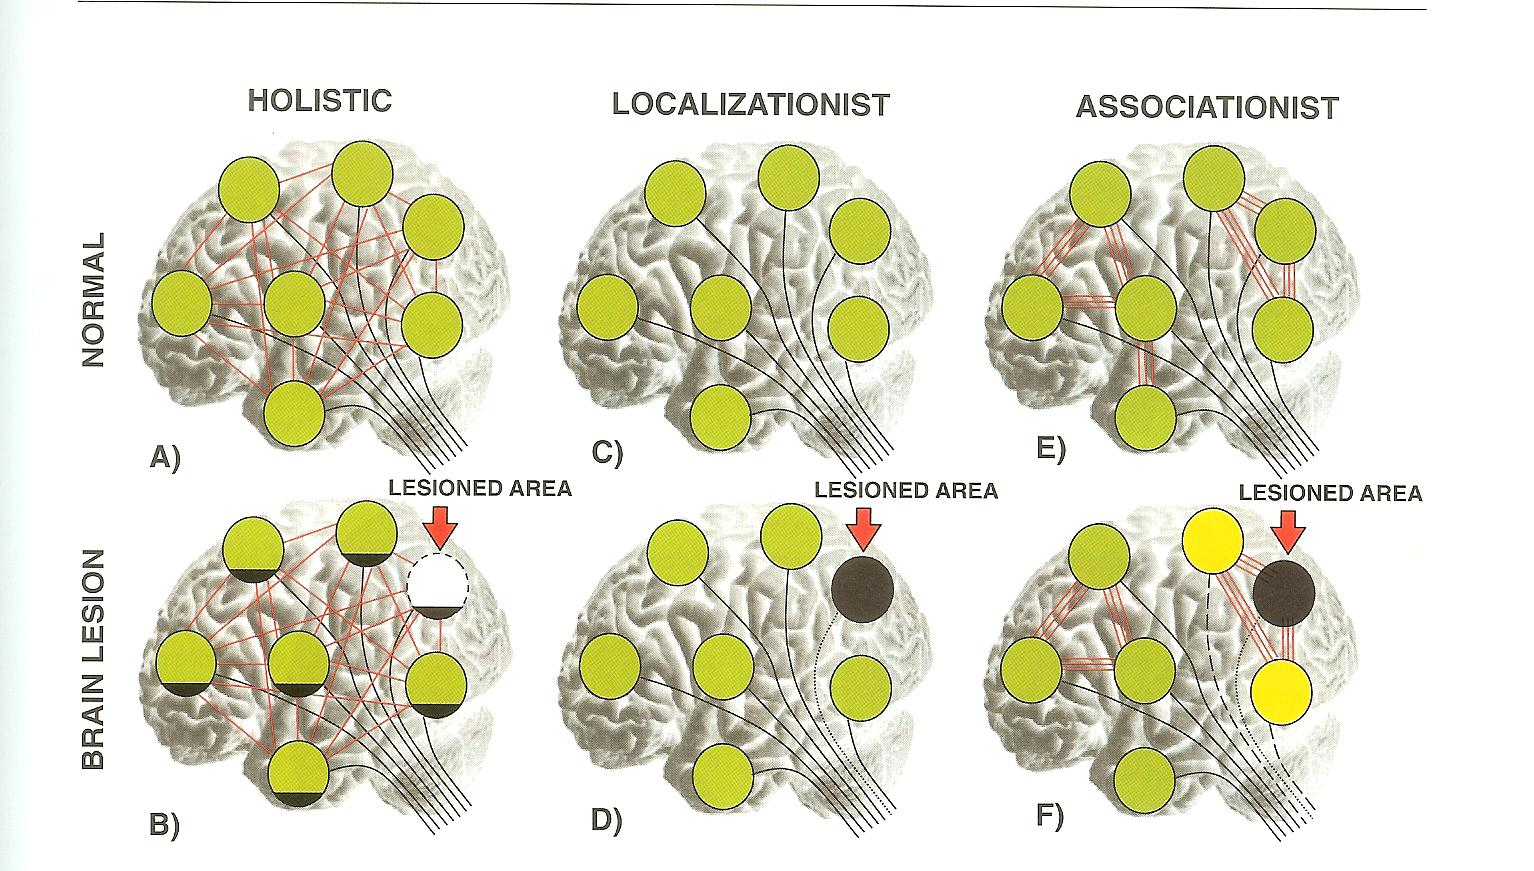 HOLISTIC
LOCALIZATIONIST
ASSOCIATIONIST
NORMAL
A)
C)
E)
LESIONED AREA
LESIONED AREA
LESIONED AREA
BRAIN LESION
B)
D)
F)